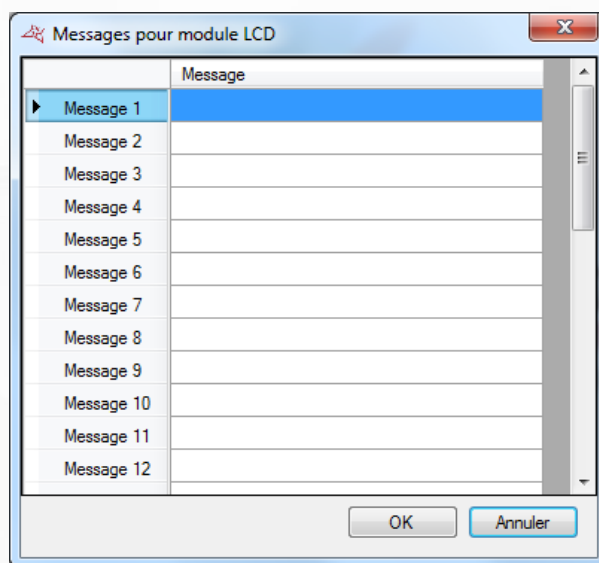 Messages pour module LCD
Message
Message 1
Message 2
Message 3
Message 4
Message 5
Message 6
Message 7
Message 8
Message 9
Message 10
Message 11
Message 12
OK Annuler